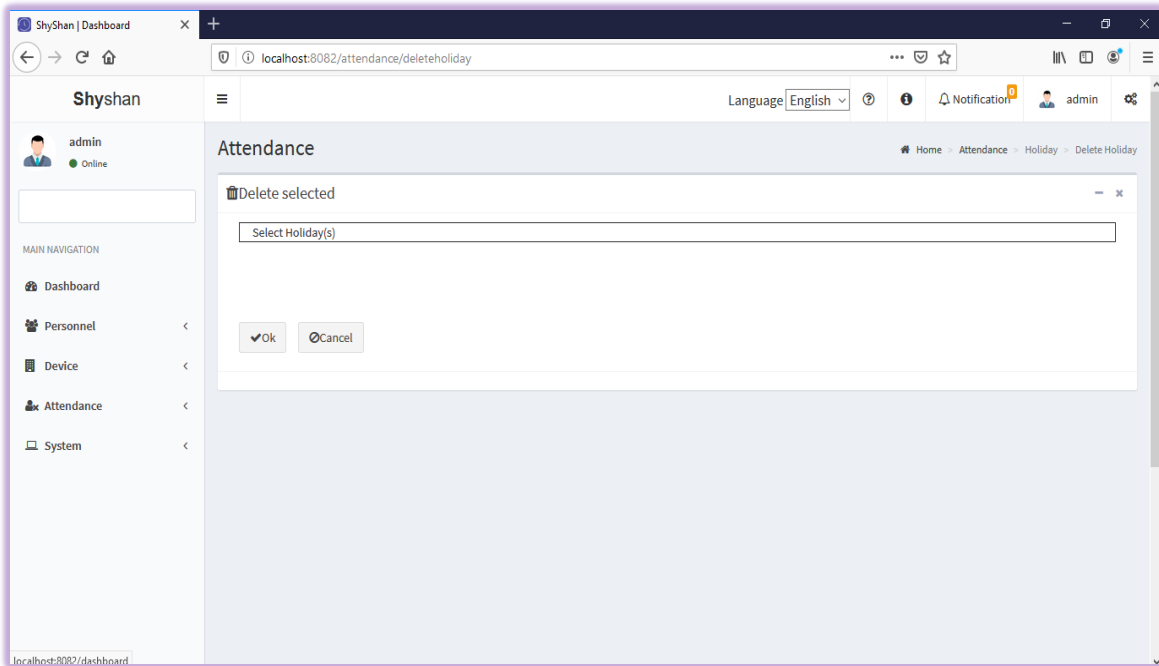 ShyShan | Dashboard
localhost:8082/attendance/deleteholiday
Shyshan
Language English
Notification 0
admin
admin
Online
Attendance
Home > Attendance > Holiday > Delete Holiday
Delete selected
Select Holiday(s)
MAIN NAVIGATION
Dashboard
Personnel
Device
Attendance
System
Ok
Cancel
localhost:8082/dashboard